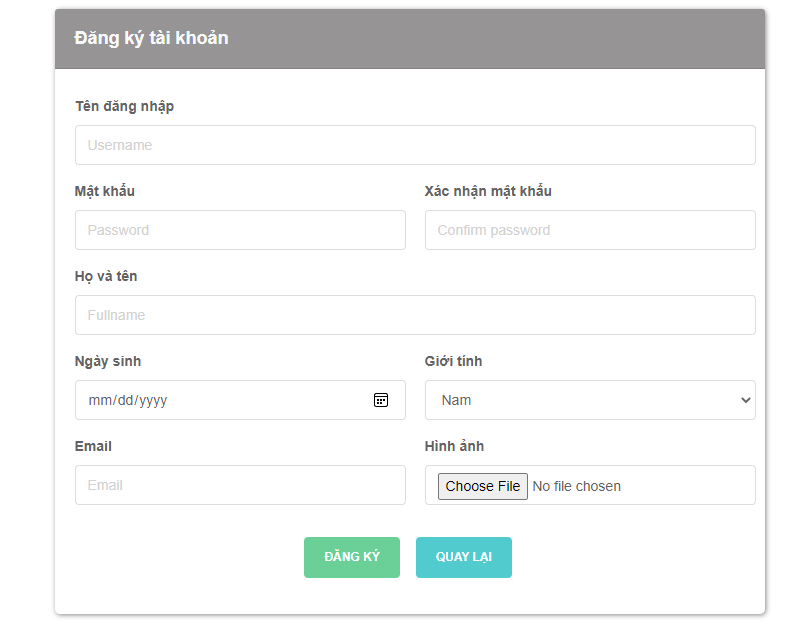 Đăng ký tài khoản
Tên đăng nhập
Username
Mật khẩu Xác nhận mật khẩu
Password Confirm password
Họ và tên
Fullname
Ngày sinh Giới tính
mm/dd/yyyy Nam
Email Hình ảnh
Email Choose File No file chosen
ĐĂNG KÝ QUAY LẠI